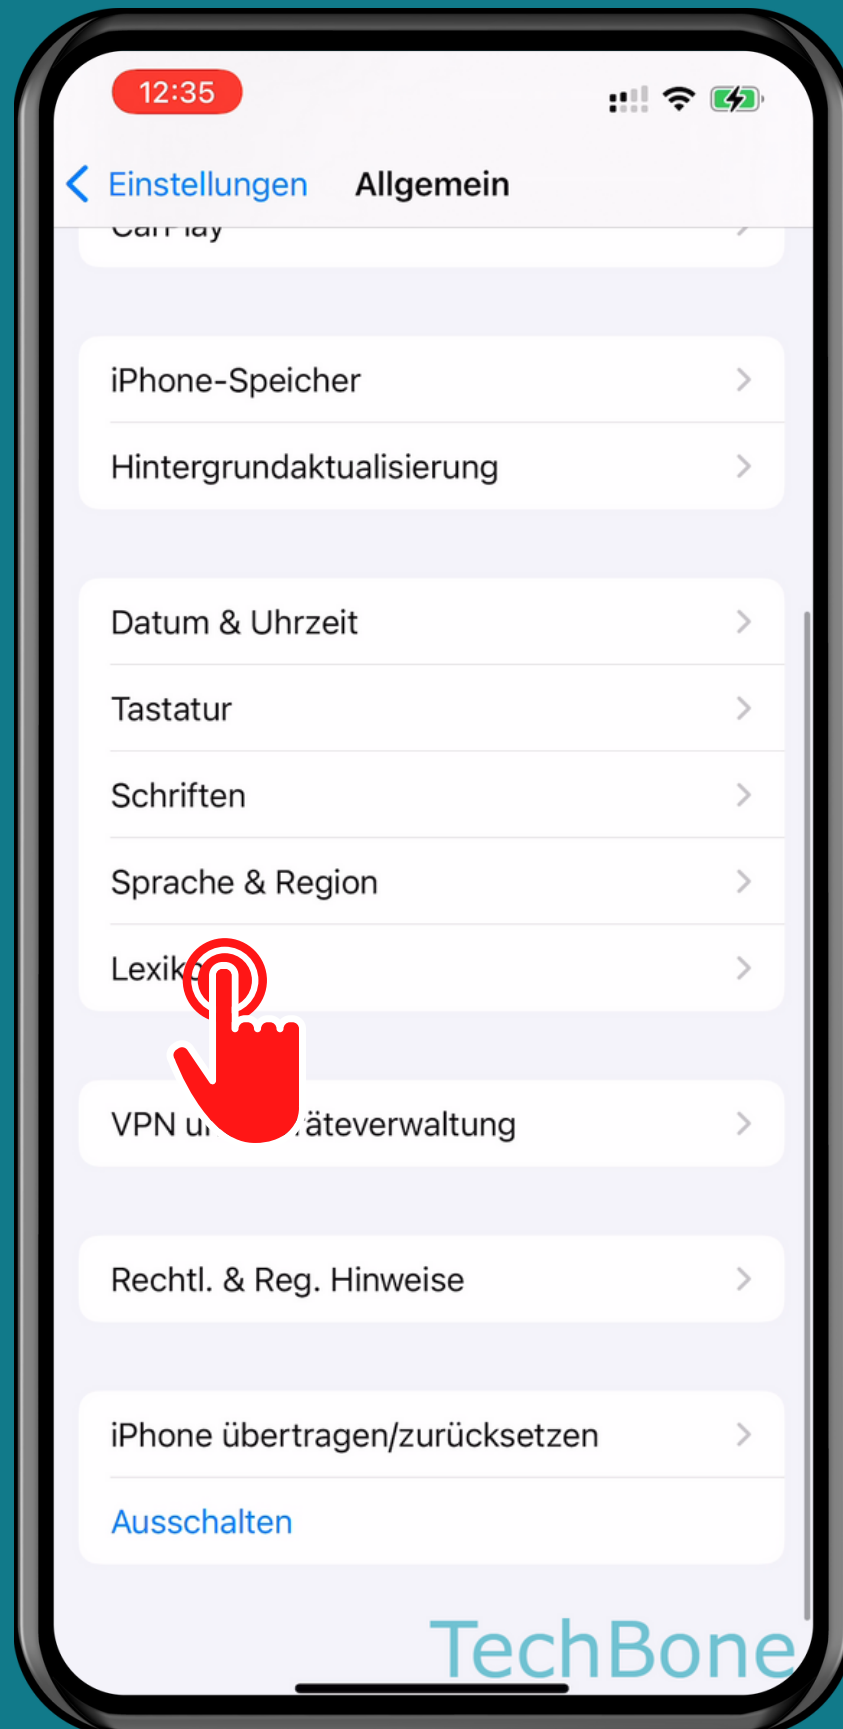 12:35
Einstellungen Allgemein
CarPlay
iPhone-Speicher
Hintergrundaktualisierung
Datum & Uhrzeit
Tastatur
Schriften
Sprache & Region
VPN
Rechtl. & Reg. Hinweise
iPhone übertragen/zurücksetzen
Ausschalten
TechBone